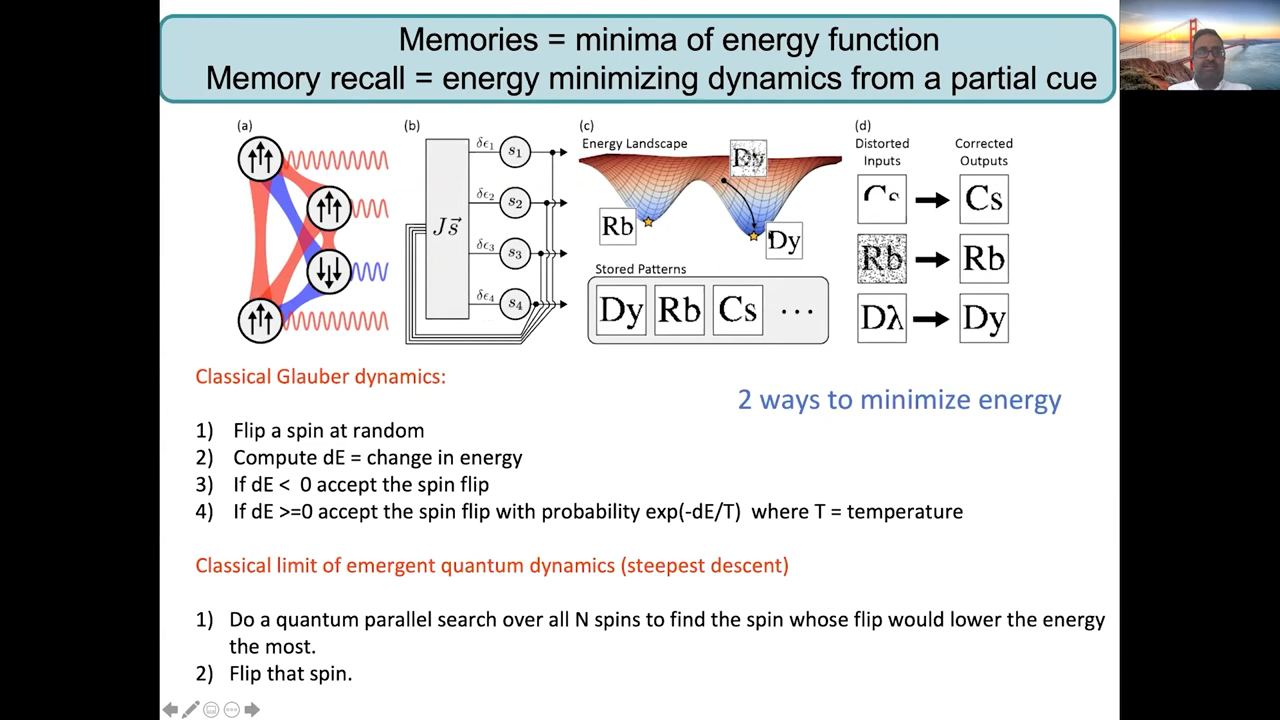 Memories = minima of energy function
Memory recall = energy minimizing dynamics from a partial cue
(a)
(b)
δϵ1
s1
δϵ2
s2
Js⃗
δϵ3
s3
δϵ4
s4
(c)
Energy Landscape
Dy
Rb
Dy
Stored Patterns
Dy Rb Cs ...
(d)
Distorted Inputs
Corrected Outputs
Cs
Cs
Rb
Rb
Dλ
Dy
Classical Glauber dynamics:
2 ways to minimize energy
1) Flip a spin at random
2) Compute dE = change in energy
3) If dE < 0 accept the spin flip
4) If dE >=0 accept the spin flip with probability exp(-dE/T) where T = temperature
Classical limit of emergent quantum dynamics (steepest descent)
1) Do a quantum parallel search over all N spins to find the spin whose flip would lower the energy
the most.
2) Flip that spin.